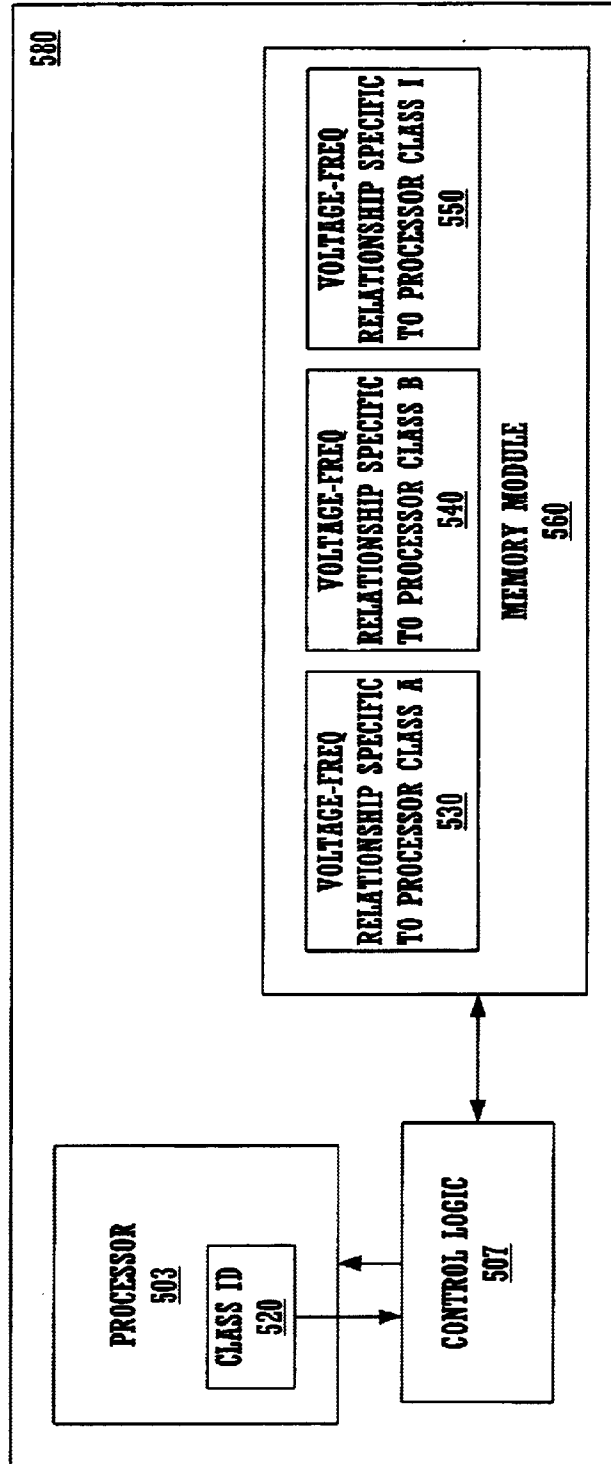 580
PROCESSOR
503
CLASS ID
520
CONTROL LOGIC
507
VOLTAGE-FREQ
RELATIONSHIP SPECIFIC
TO PROCESSOR CLASS A
530
VOLTAGE-FREQ
RELATIONSHIP SPECIFIC
TO PROCESSOR CLASS B
540
VOLTAGE-FREQ
RELATIONSHIP SPECIFIC
TO PROCESSOR CLASS I
550
MEMORY MODULE
560